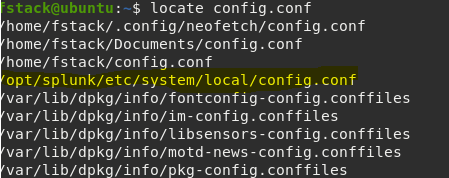 fstack@ubuntu:~$ locate config.conf
/home/fstack/.config/neofetch/config.conf
/home/fstack/Documents/config.conf
/home/fstack/config.conf
/opt/splunk/etc/system/local/config.conf
/var/lib/dpkg/info/fontconfig-config.conffiles
/var/lib/dpkg/info/im-config.conffiles
/var/lib/dpkg/info/libsensors-config.conffiles
/var/lib/dpkg/info/motd-news-config.conffiles
/var/lib/dpkg/info/pkg-config.conffiles